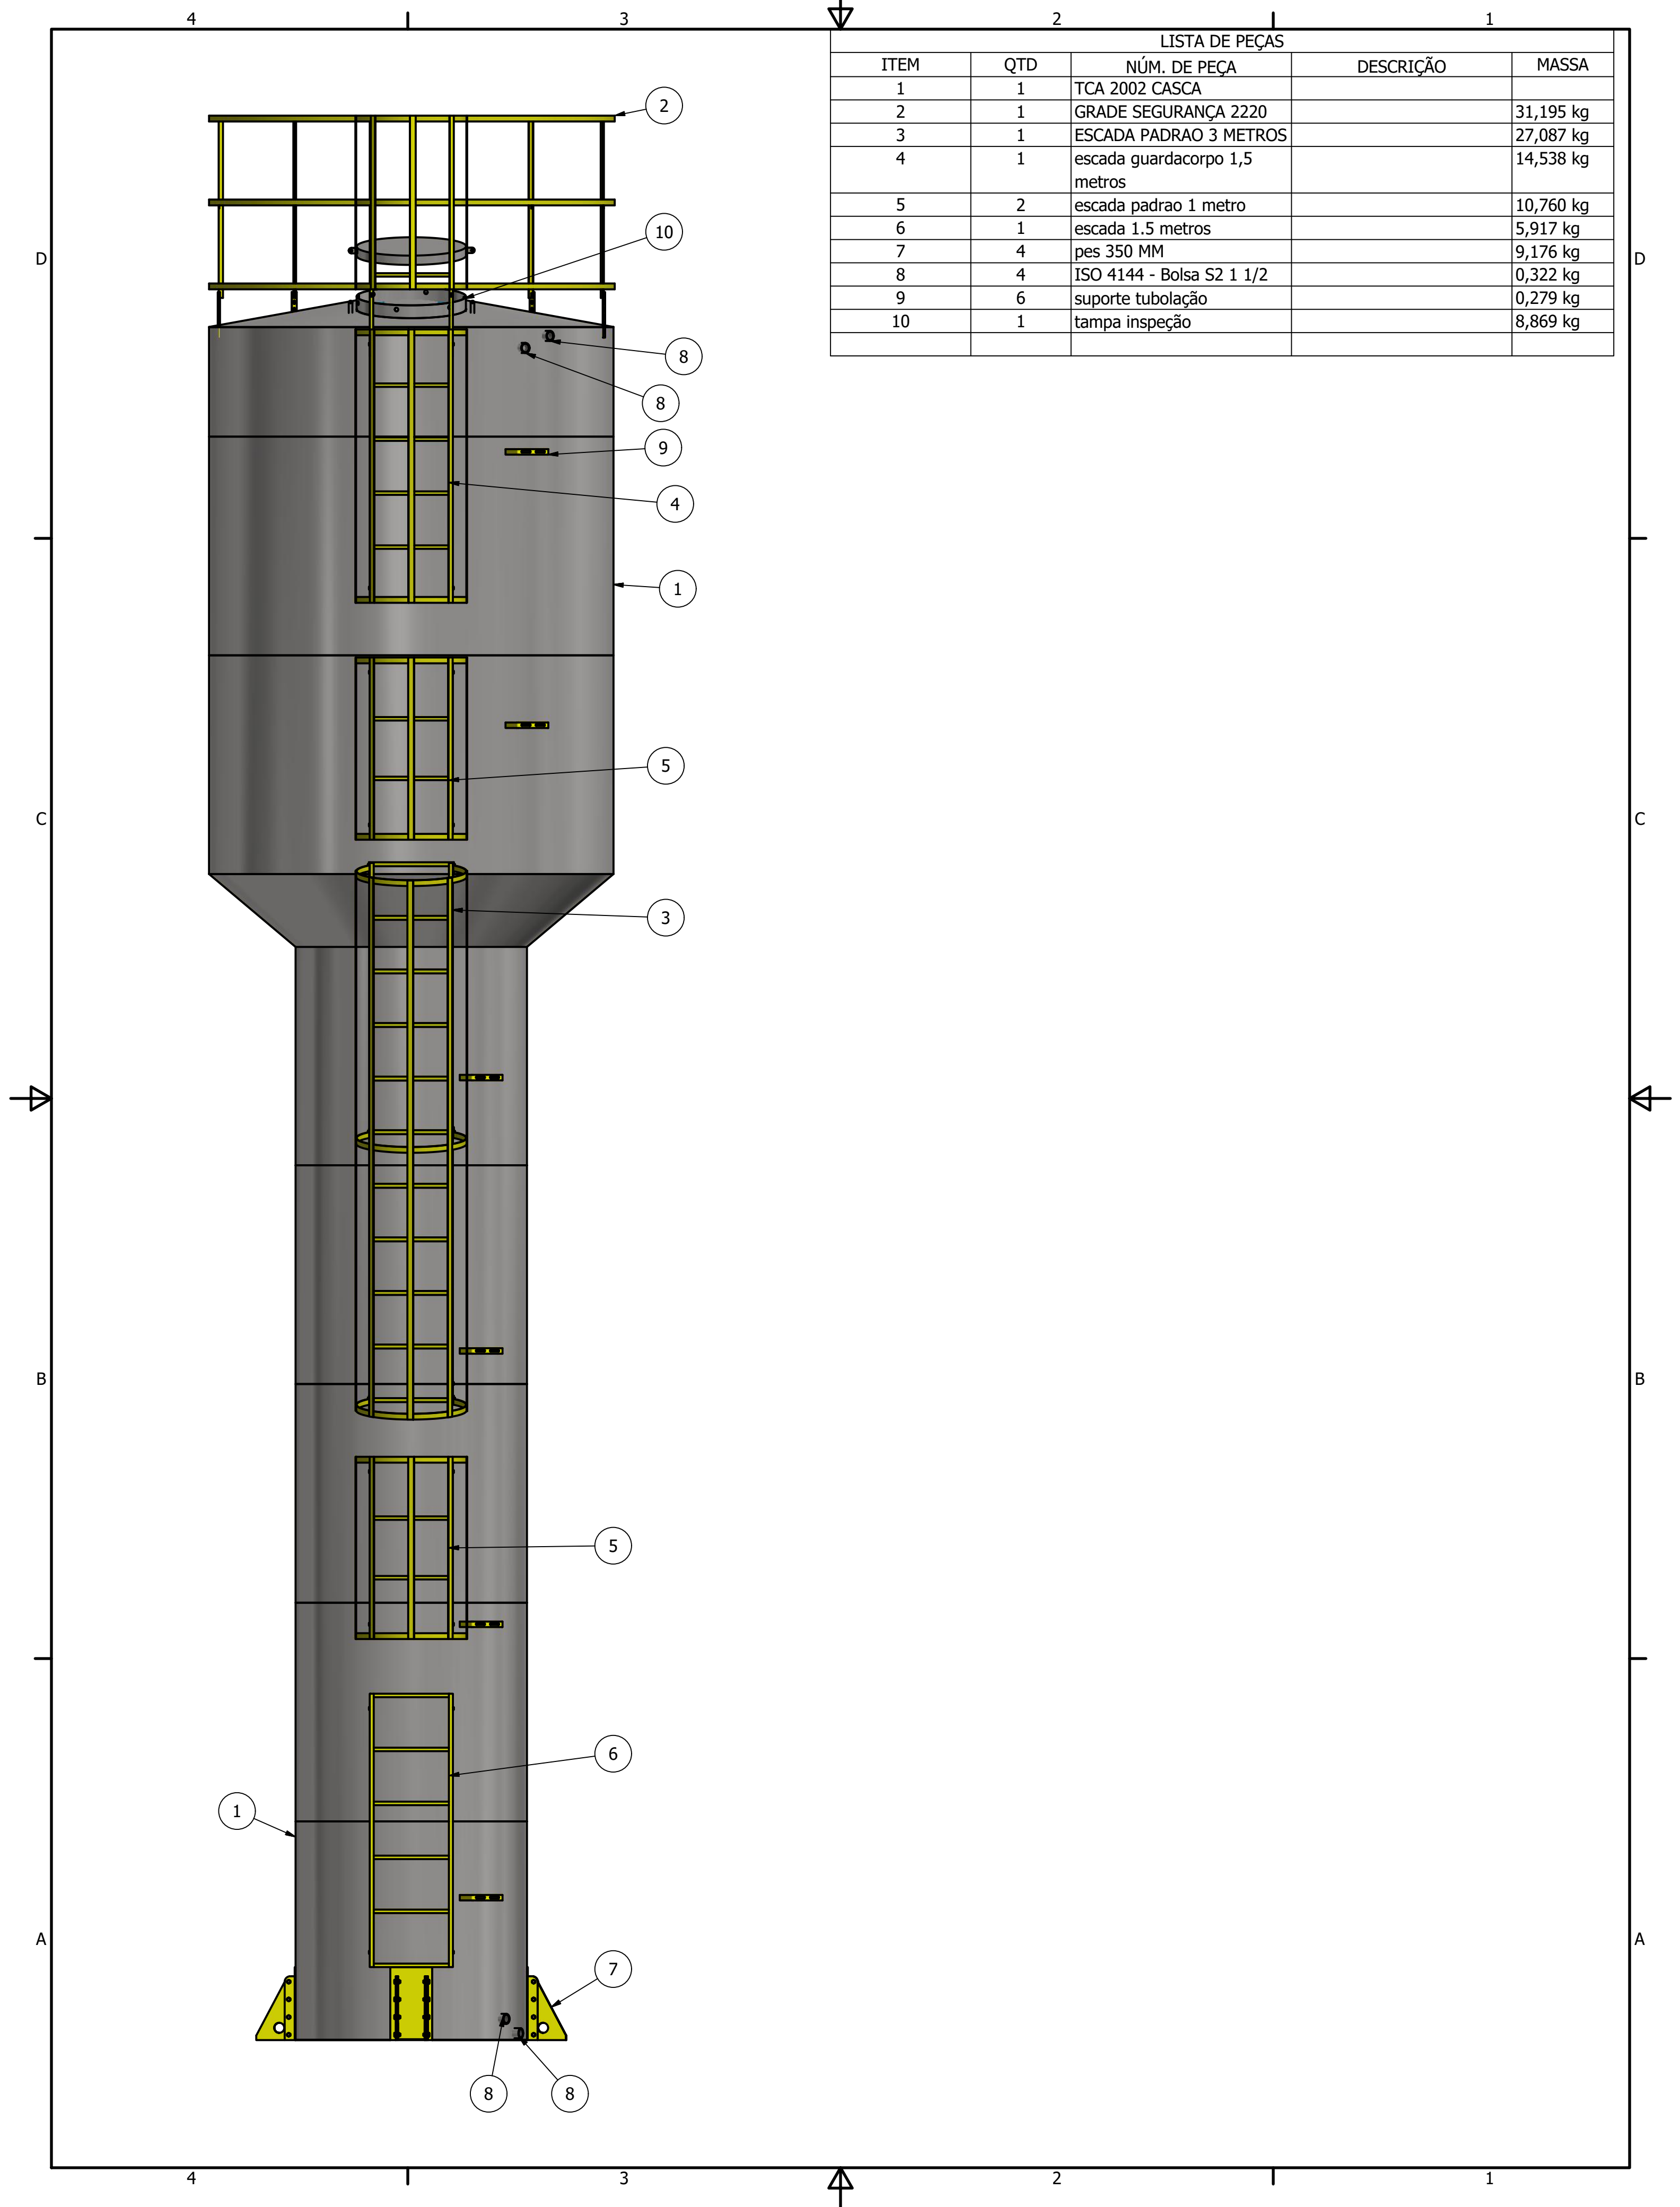 4 3 2 1
LISTA DE PEÇAS
ITEM QTD NÚM. DE PEÇA DESCRIÇÃO MASSA
1 1 TCA 2002 CASCA
2 1 GRADE SEGURANÇA 2220 31,195 kg
3 1 ESCADA PADRAO 3 METROS 27,087 kg
4 1 escada guardacorpo 1,5 14,538 kg
metros
5 2 escada padrao 1 metro 10,760 kg
6 1 escada 1.5 metros 5,917 kg
7 4 pes 350 MM 9,176 kg
8 4 ISO 4144 - Bolsa S2 1 1/2 0,322 kg
9 6 suporte tubolação 0,279 kg
10 1 tampa inspeção 8,869 kg
2
10
D D
8
8
9
4
1
5
C C
3
B B
5
6
1
A A
7
8 8
4 3 2 1